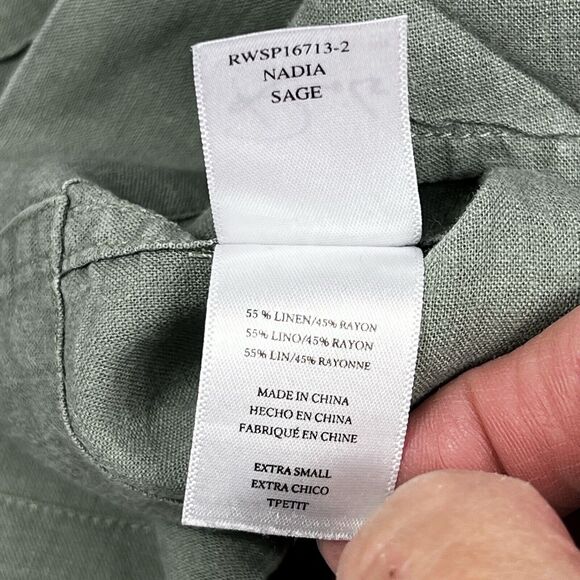 RWSP16713-2
NADIA
SAGE
55 % LINEN/45% RAYON
55% LINO/45% RAYON
55% LIN/45% RAYONNE
MADE IN CHINA
HECHO EN CHINA
FABRIQUÉ EN CHINE
EXTRA SMALL
EXTRA CHICO
TPETIT